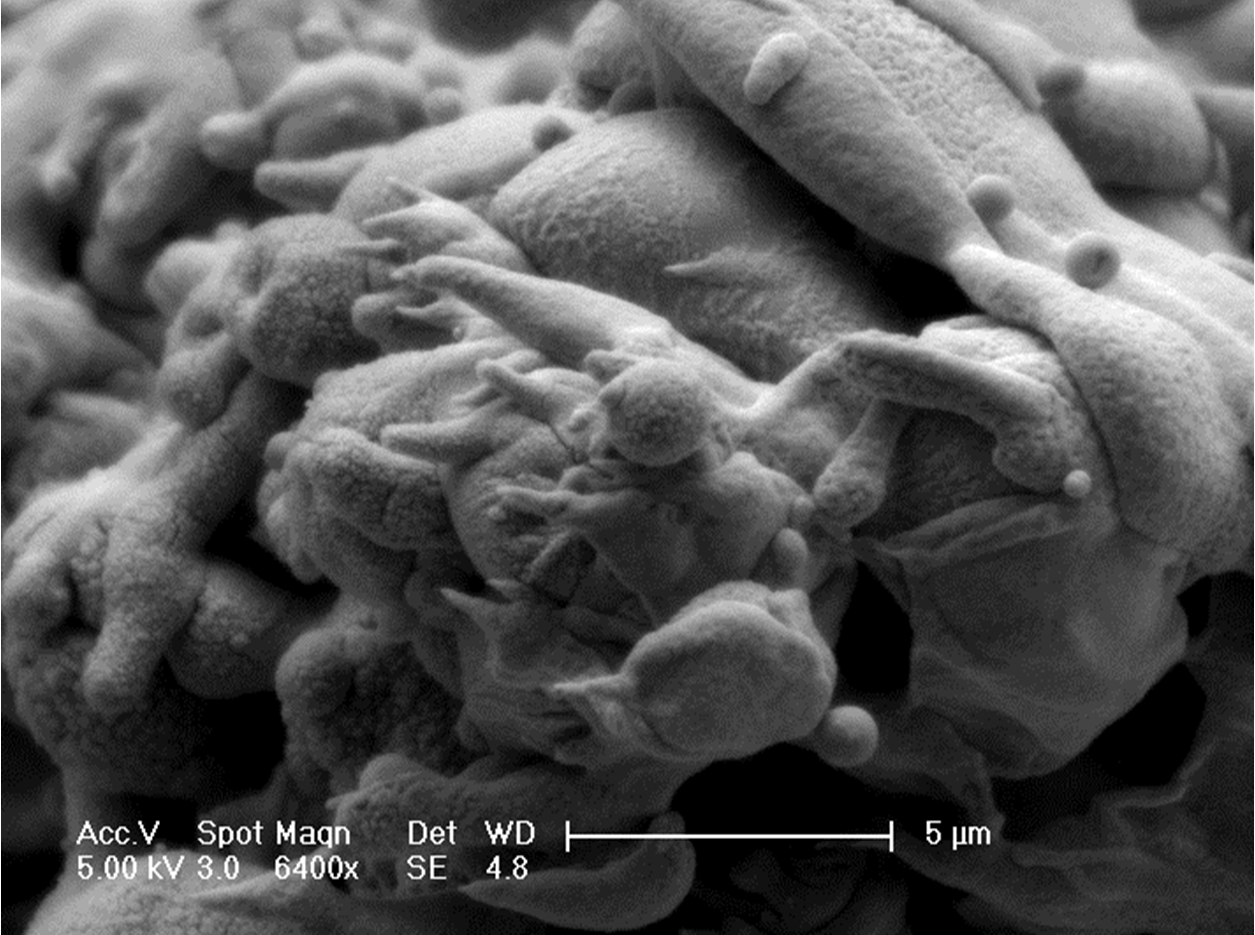 Acc.V Spot Magn Det WD 5 µm
5.00 kV 3.0 6400x SE 4.8